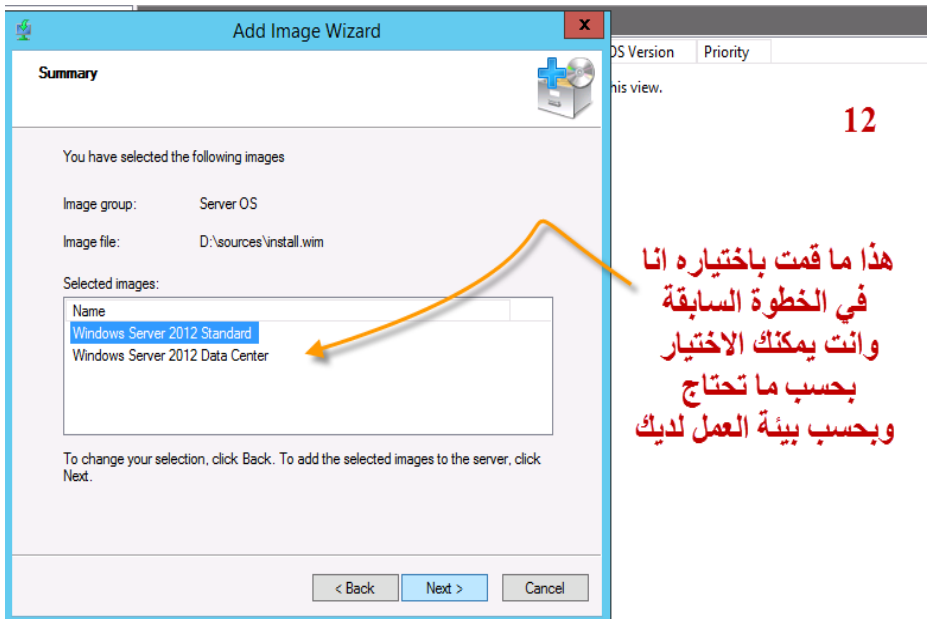 Add Image Wizard
x
OS Version Priority
Summary
his view.
12
You have selected the following images
Image group: Server OS
Image file: D:\sources\install.wim
Selected images:
Name
Windows Server 2012 Standard
Windows Server 2012 Data Center
To change your selection, click Back. To add the selected images to the server, click
Next.
< Back Next > Cancel
هذا ما قمت باختياره انا
في الخطوة السابقة
وانت يمكنك الاختيار
بحسب ما تحتاج
وبحسب بيئة العمل لديك